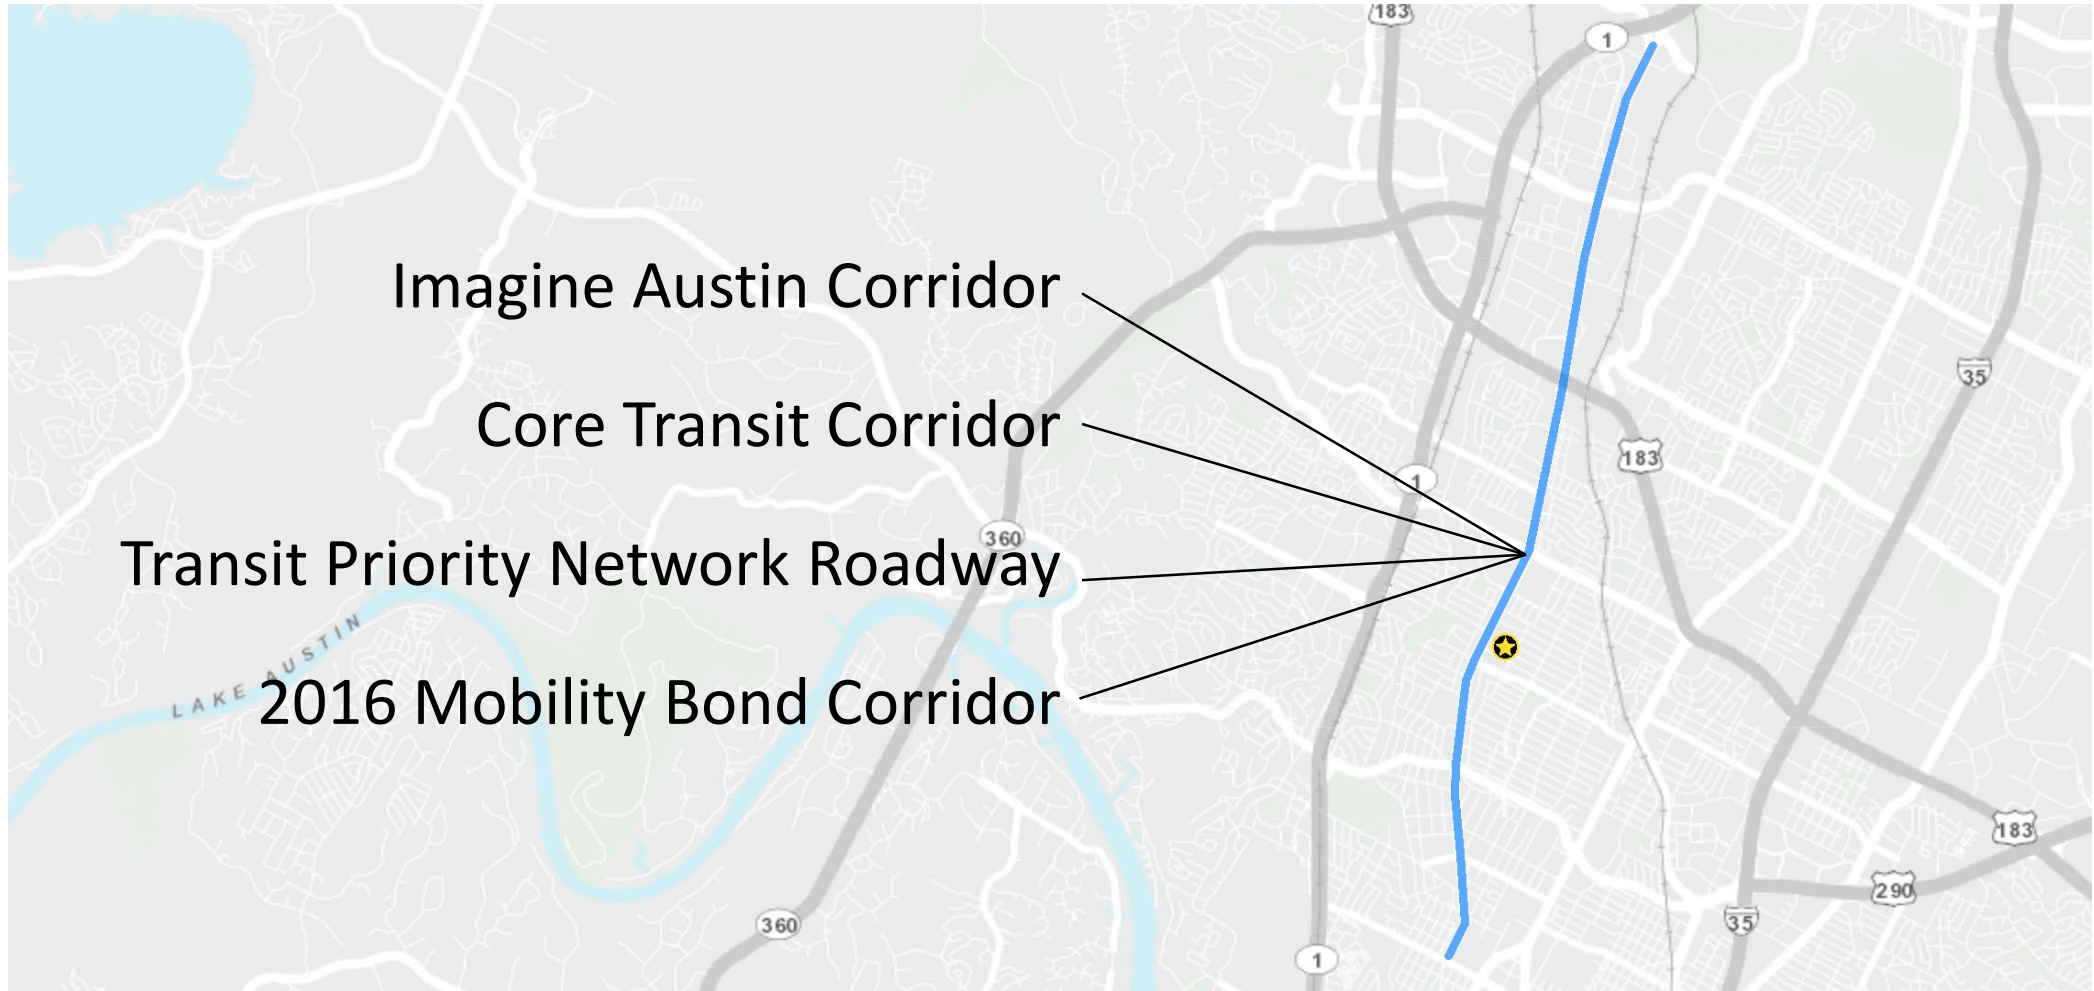 183
1
Imagine Austin Corridor
35
Core Transit Corridor
183
1
360
Transit Priority Network Roadway
LAKE AUSTIN
2016 Mobility Bond Corridor
183
290
360
35
1